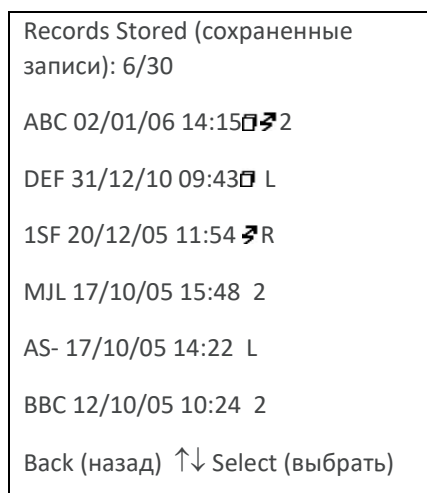 Records Stored (сохраненные
записи): 6/30
ABC 02/01/06 14:15 2
DEF 31/12/10 09:43 L
1SF 20/12/05 11:54 R
MJL 17/10/05 15:48 2
AS- 17/10/05 14:22 L
BBC 12/10/05 10:24 2
Back (назад) ↑↓ Select (выбрать)